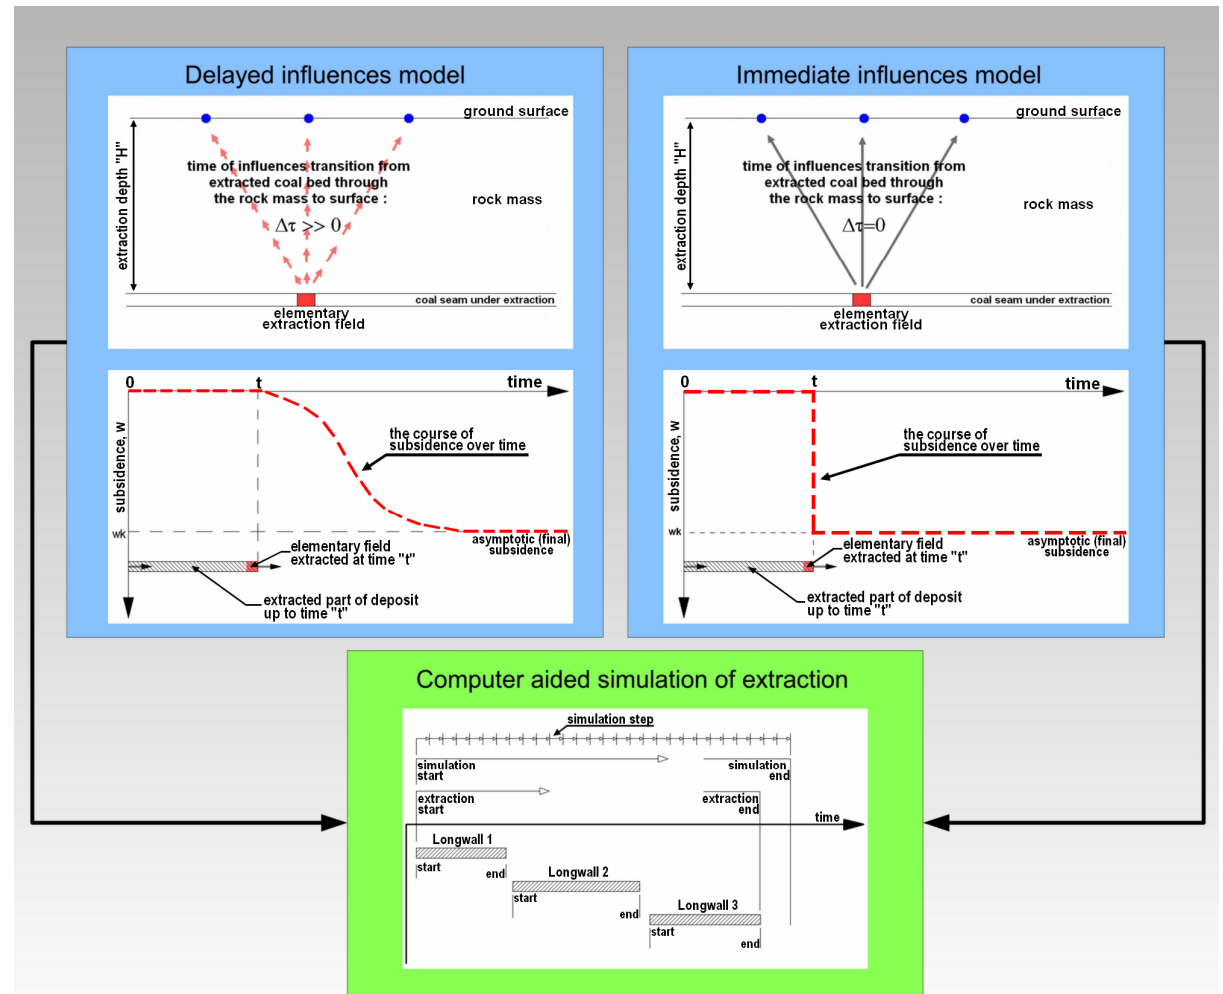 Delayed influences model
ground surface
extraction depth "H"
time of influences transition from
extracted coal bed through
the rock mass to surface :
Δτ >> 0
rock mass
coal seam under extraction
elementary
extraction field
0
t
time
subsidence, w
the course of
subsidence over time
wk
asymptotic (final)
subsidence
elementary field
extracted at time "t"
extracted part of deposit
up to time "t"
Immediate influences model
ground surface
extraction depth "H"
time of influences transition from
extracted coal bed through
the rock mass to surface :
Δτ=0
rock mass
coal seam under extraction
elementary
extraction field
0
t
time
subsidence, w
the course of
subsidence over time
wk
asymptotic (final)
subsidence
elementary field
extracted at time "t"
extracted part of deposit
up to time "t"
Computer aided simulation of extraction
simulation step
simulation
start
simulation
end
extraction
start
extraction
end
time
Longwall 1
start
end
Longwall 2
start
end
Longwall 3
start
end